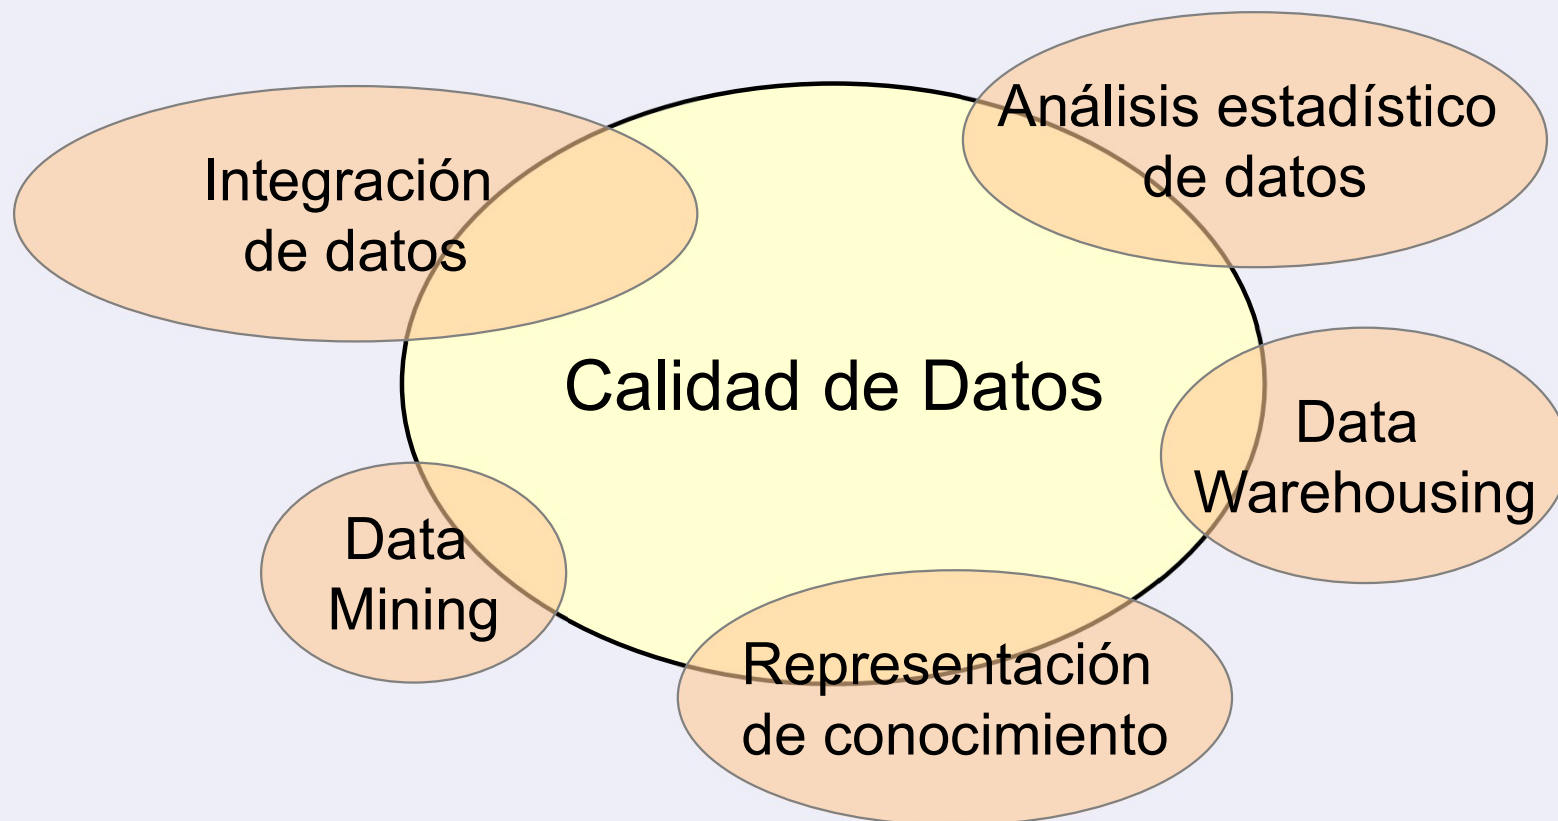 Integración
de datos
Análisis estadístico
de datos
Calidad de Datos
Data
Warehousing
Data
Mining
Representación
de conocimiento